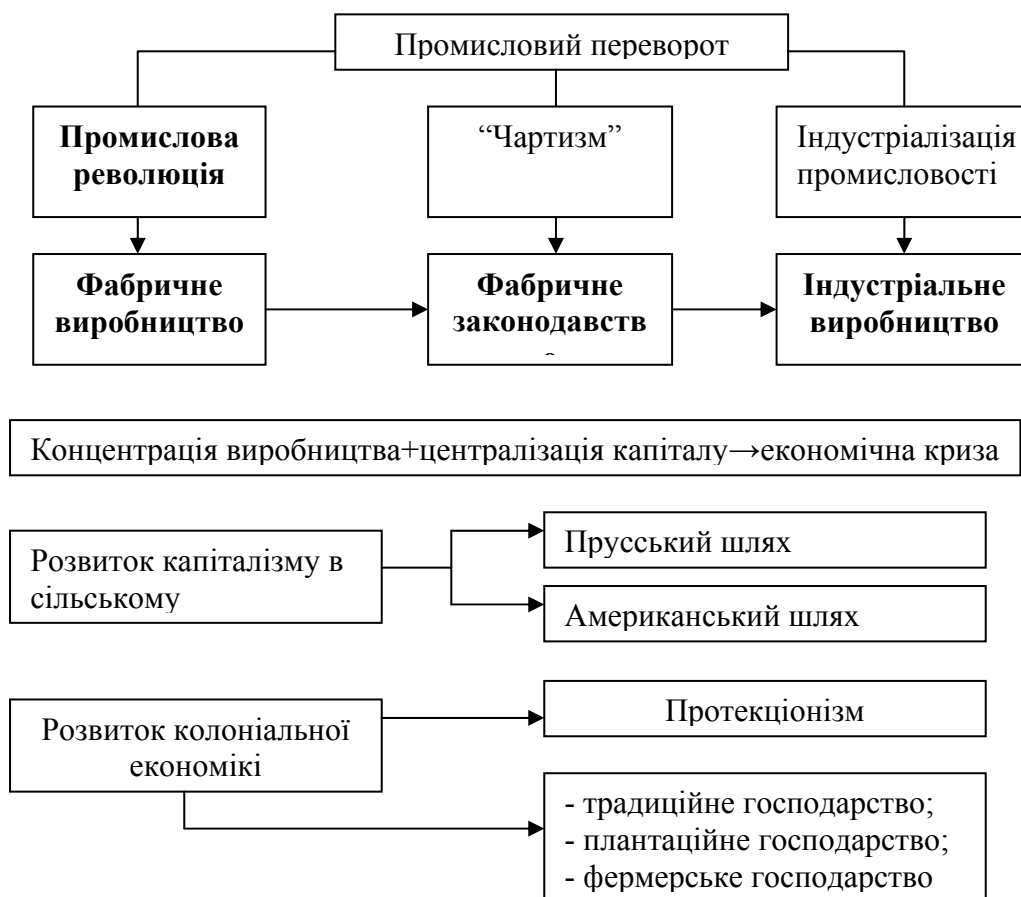 Промисловий переворот
Промислова
революція
“Чартизм”
Індустріалізація
промисловості
Фабричне
виробництво
Фабричне
законодавств
о
Індустріальне
виробництво
Концентрація виробництва+централізація капіталу→економічна криза
Розвиток капіталізму в
сільському
Прусський шлях
Американський шлях
Розвиток колоніальної
економікі
Протекціонізм
- традиційне господарство;
- плантаційне господарство;
- фермерське господарство